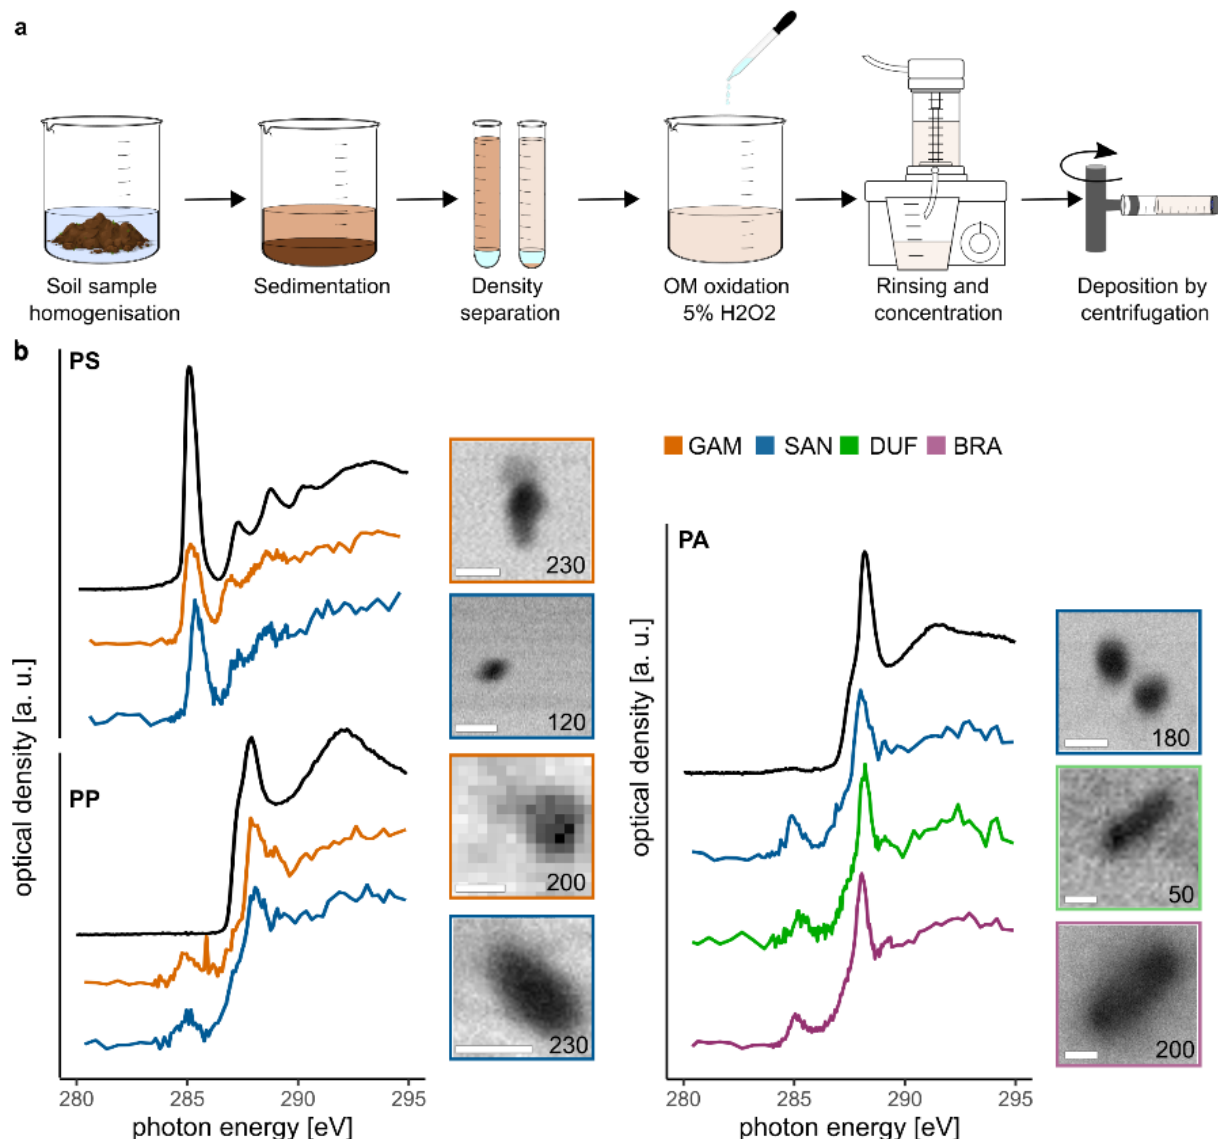 a
Soil sample
homogenisation
Sedimentation
Density
separation
OM oxidation
5% H2O2
Rinsing and
concentration
Deposition by
centrifugation
b
PS
230
120
PP
200
230
optical density [a. u.]
280
285
290
295
photon energy [eV]
GAM
SAN
DUF
BRA
PA
180
50
200
optical density [a. u.]
280
285
290
295
photon energy [eV]